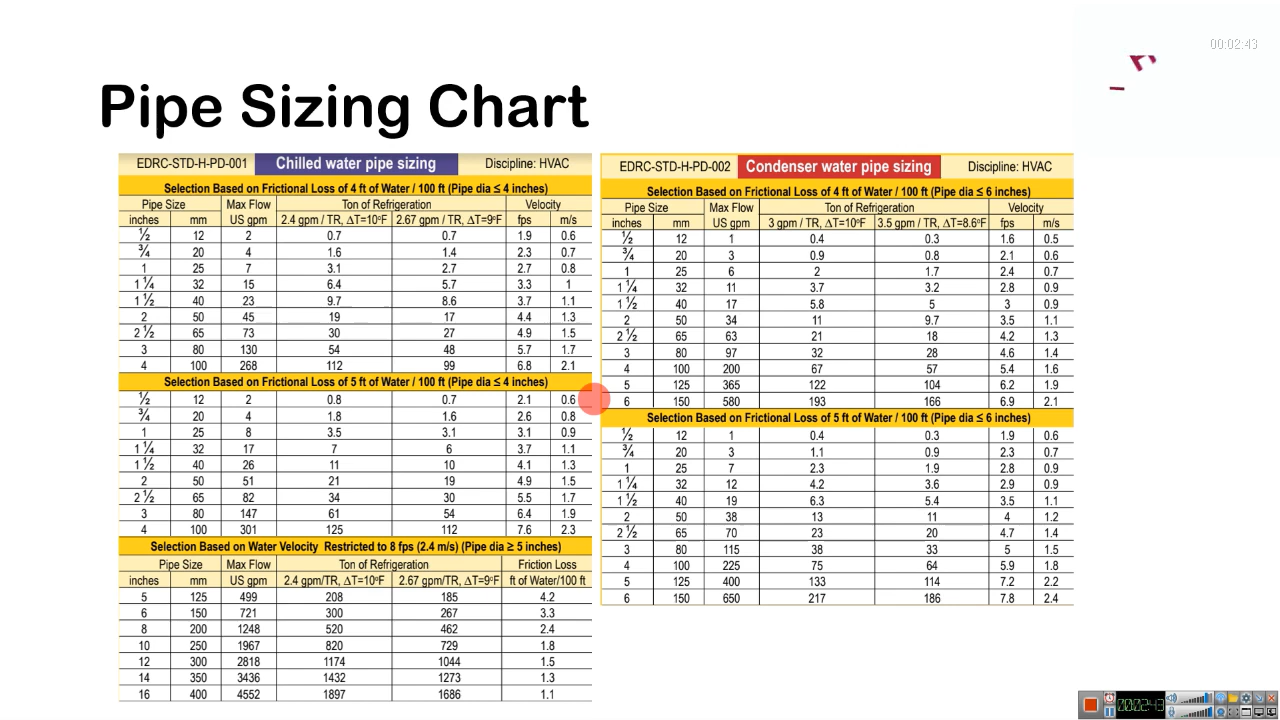 00:02:43
Pipe Sizing Chart
EDRC-STD-H-PD-001 Chilled water pipe sizing Discipline: HVAC
Selection Based on Frictional Loss of 4 ft of Water / 100 ft (Pipe dia ≤ 4 inches)
Pipe Size Max Flow Ton of Refrigeration Velocity
inches mm US gpm 2.4 gpm / TR, ΔT=10°F 2.67 gpm / TR, ΔT=9°F fps m/s
½ 12 2 0.7 0.7 1.9 0.6
¾ 20 4 1.6 1.4 2.3 0.7
1 25 7 3.1 2.7 2.7 0.8
1 ¼ 32 15 6.4 5.7 3.3 1
1 ½ 40 23 9.7 8.6 3.7 1.1
2 50 45 19 17 4.4 1.3
2 ½ 65 73 30 27 4.9 1.5
3 80 130 54 48 5.7 1.7
4 100 268 112 99 6.8 2.1
Selection Based on Frictional Loss of 5 ft of Water / 100 ft (Pipe dia ≤ 4 inches)
½ 12 2 0.8 0.7 2.1 0.6
¾ 20 4 1.8 1.6 2.6 0.8
1 25 8 3.5 3.1 3.1 0.9
1 ¼ 32 17 7 6 3.7 1.1
1 ½ 40 26 11 10 4.1 1.3
2 50 51 21 19 4.9 1.5
2 ½ 65 82 34 30 5.5 1.7
3 80 147 61 54 6.4 1.9
4 100 301 125 112 7.6 2.3
Selection Based on Water Velocity Restricted to 8 fps (2.4 m/s) (Pipe dia ≥ 5 inches)
Pipe Size Max Flow Ton of Refrigeration Friction Loss
inches mm US gpm 2.4 gpm/TR, ΔT=10°F 2.67 gpm/TR, ΔT=9°F ft of Water/100 ft
5 125 499 208 185 4.2
6 150 721 300 267 3.3
8 200 1248 520 462 2.4
10 250 1967 820 729 1.8
12 300 2818 1174 1044 1.5
14 350 3436 1432 1273 1.3
16 400 4552 1897 1686 1.1
EDRC-STD-H-PD-002 Condenser water pipe sizing Discipline: HVAC
Selection Based on Frictional Loss of 4 ft of Water / 100 ft (Pipe dia ≤ 6 inches)
Pipe Size Max Flow Ton of Refrigeration Velocity
inches mm US gpm 3 gpm / TR, ΔT=10°F 3.5 gpm / TR, ΔT=8.6°F fps m/s
½ 12 1 0.4 0.3 1.6 0.5
¾ 20 3 0.9 0.8 2.1 0.6
1 25 6 2 1.7 2.4 0.7
1 ¼ 32 11 3.7 3.2 2.8 0.9
1 ½ 40 17 5.8 5 3 0.9
2 50 34 11 9.7 3.5 1.1
2 ½ 65 63 21 18 4.2 1.3
3 80 97 32 28 4.6 1.4
4 100 200 67 57 5.4 1.6
5 125 365 122 104 6.2 1.9
6 150 580 193 166 6.9 2.1
Selection Based on Frictional Loss of 5 ft of Water / 100 ft (Pipe dia ≤ 6 inches)
½ 12 1 0.4 0.3 1.9 0.6
¾ 20 3 1.1 0.9 2.3 0.7
1 25 7 2.3 1.9 2.8 0.9
1 ¼ 32 12 4.2 3.6 2.9 0.9
1 ½ 40 19 6.3 5.4 3.5 1.1
2 50 38 13 11 4 1.2
2 ½ 65 70 23 20 4.7 1.4
3 80 115 38 33 5 1.5
4 100 225 75 64 5.9 1.8
5 125 400 133 114 7.2 2.2
6 150 650 217 186 7.8 2.4
00:02:43